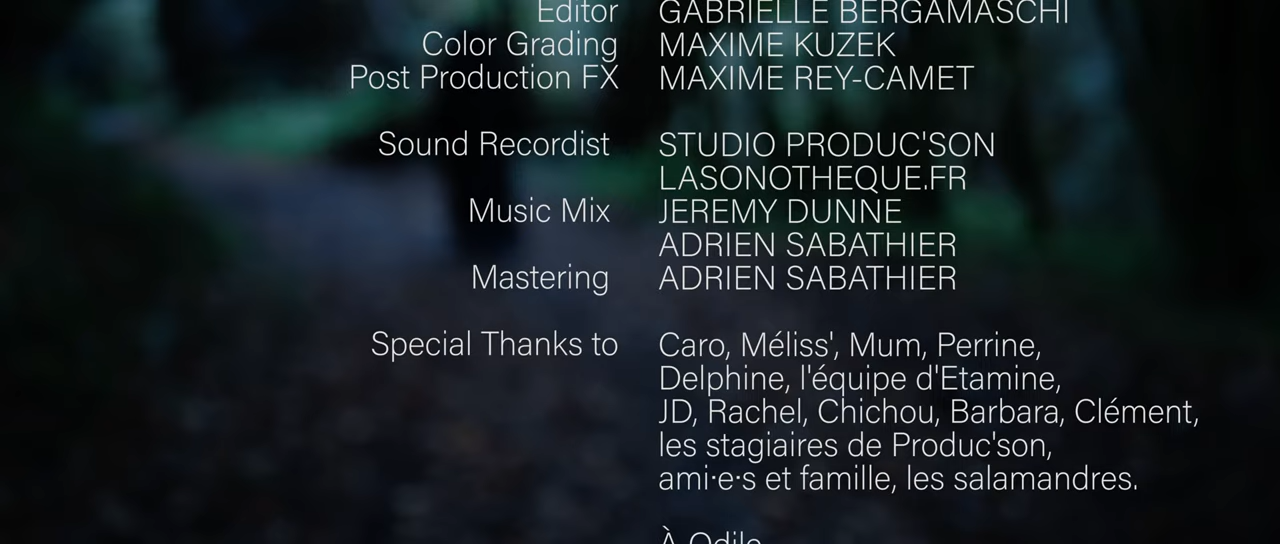 Editor GABRIELLE BERGAMASCHI
Color Grading MAXIME KUZEK
Post Production FX MAXIME REY-CAMET
Sound Recordist STUDIO PRODUC'SON
LASONOTHEQUE.FR
Music Mix JEREMY DUNNE
ADRIEN SABATHIER
Mastering ADRIEN SABATHIER
Special Thanks to Caro, Méliss', Mum, Perrine,
Delphine, l'équipe d'Etamine,
JD, Rachel, Chichou, Barbara, Clément,
les stagiaires de Produc'son,
ami·e·s et famille, les salamandres.
À Odile